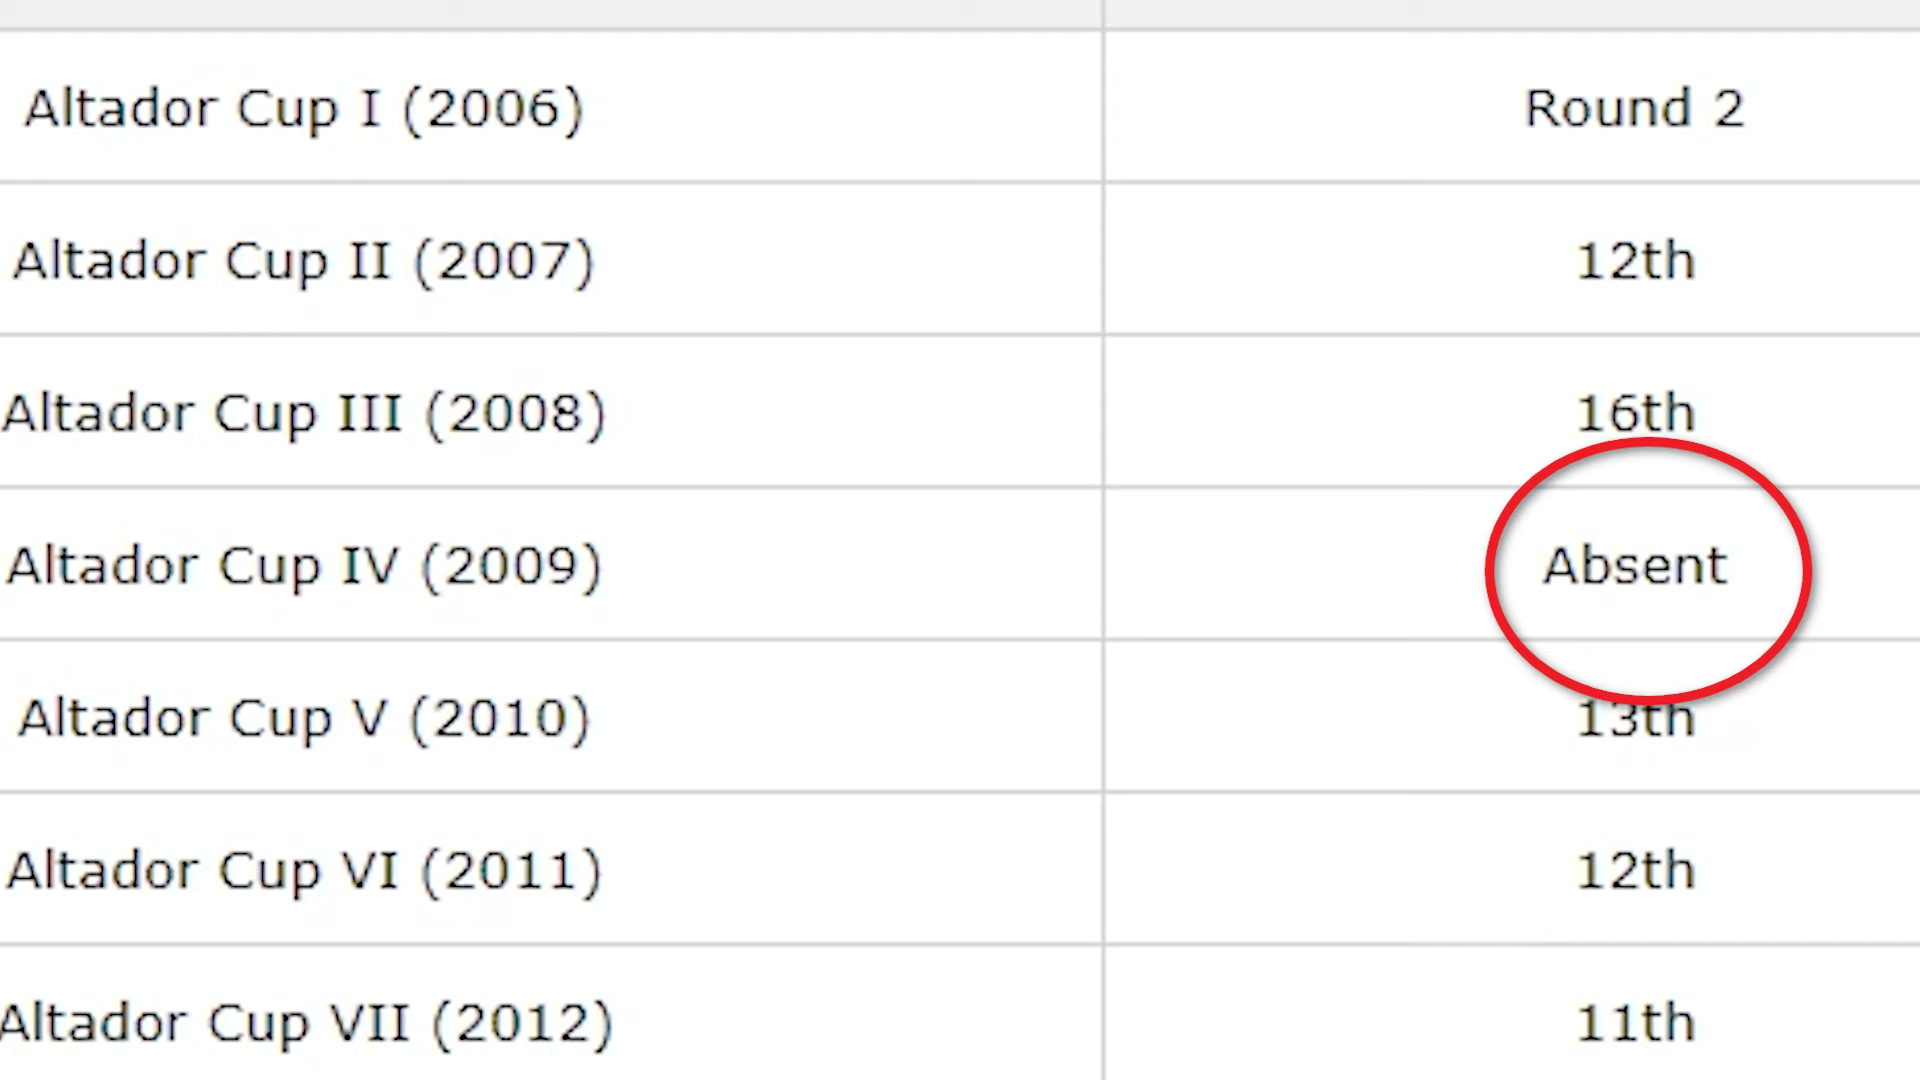 Altador Cup I (2006) Round 2
Altador Cup II (2007) 12th
Altador Cup III (2008) 16th
Altador Cup IV (2009) Absent
Altador Cup V (2010) 13th
Altador Cup VI (2011) 12th
Altador Cup VII (2012) 11th